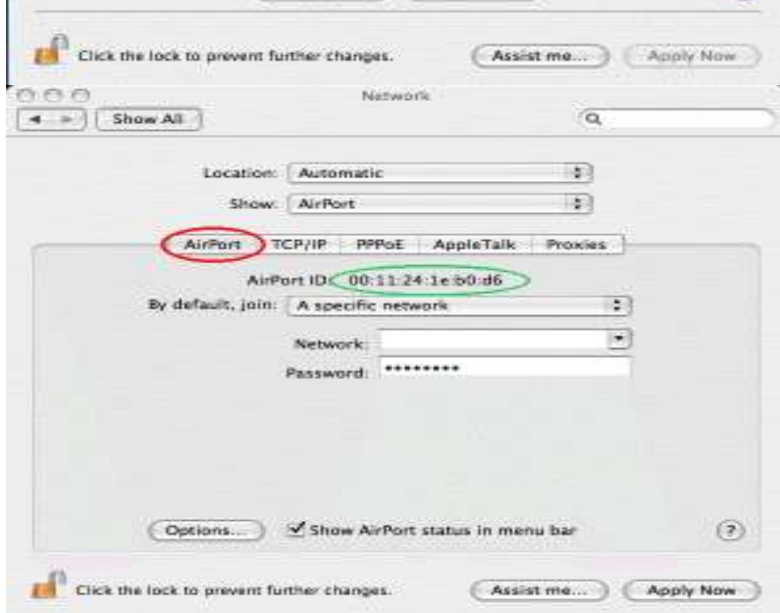 Click the lock to prevent further changes. Assist me... Apply Now
Network
Show All
Location: Automatic
Show: AirPort
AirPort TCP/IP PPPoE AppleTalk Proxies
AirPort ID: 00:11:24:1e:b0:d6
By default, join: A specific network
Network:
Password: ••••••••
Options... Show AirPort status in menu bar ?
Click the lock to prevent further changes. Assist me... Apply Now